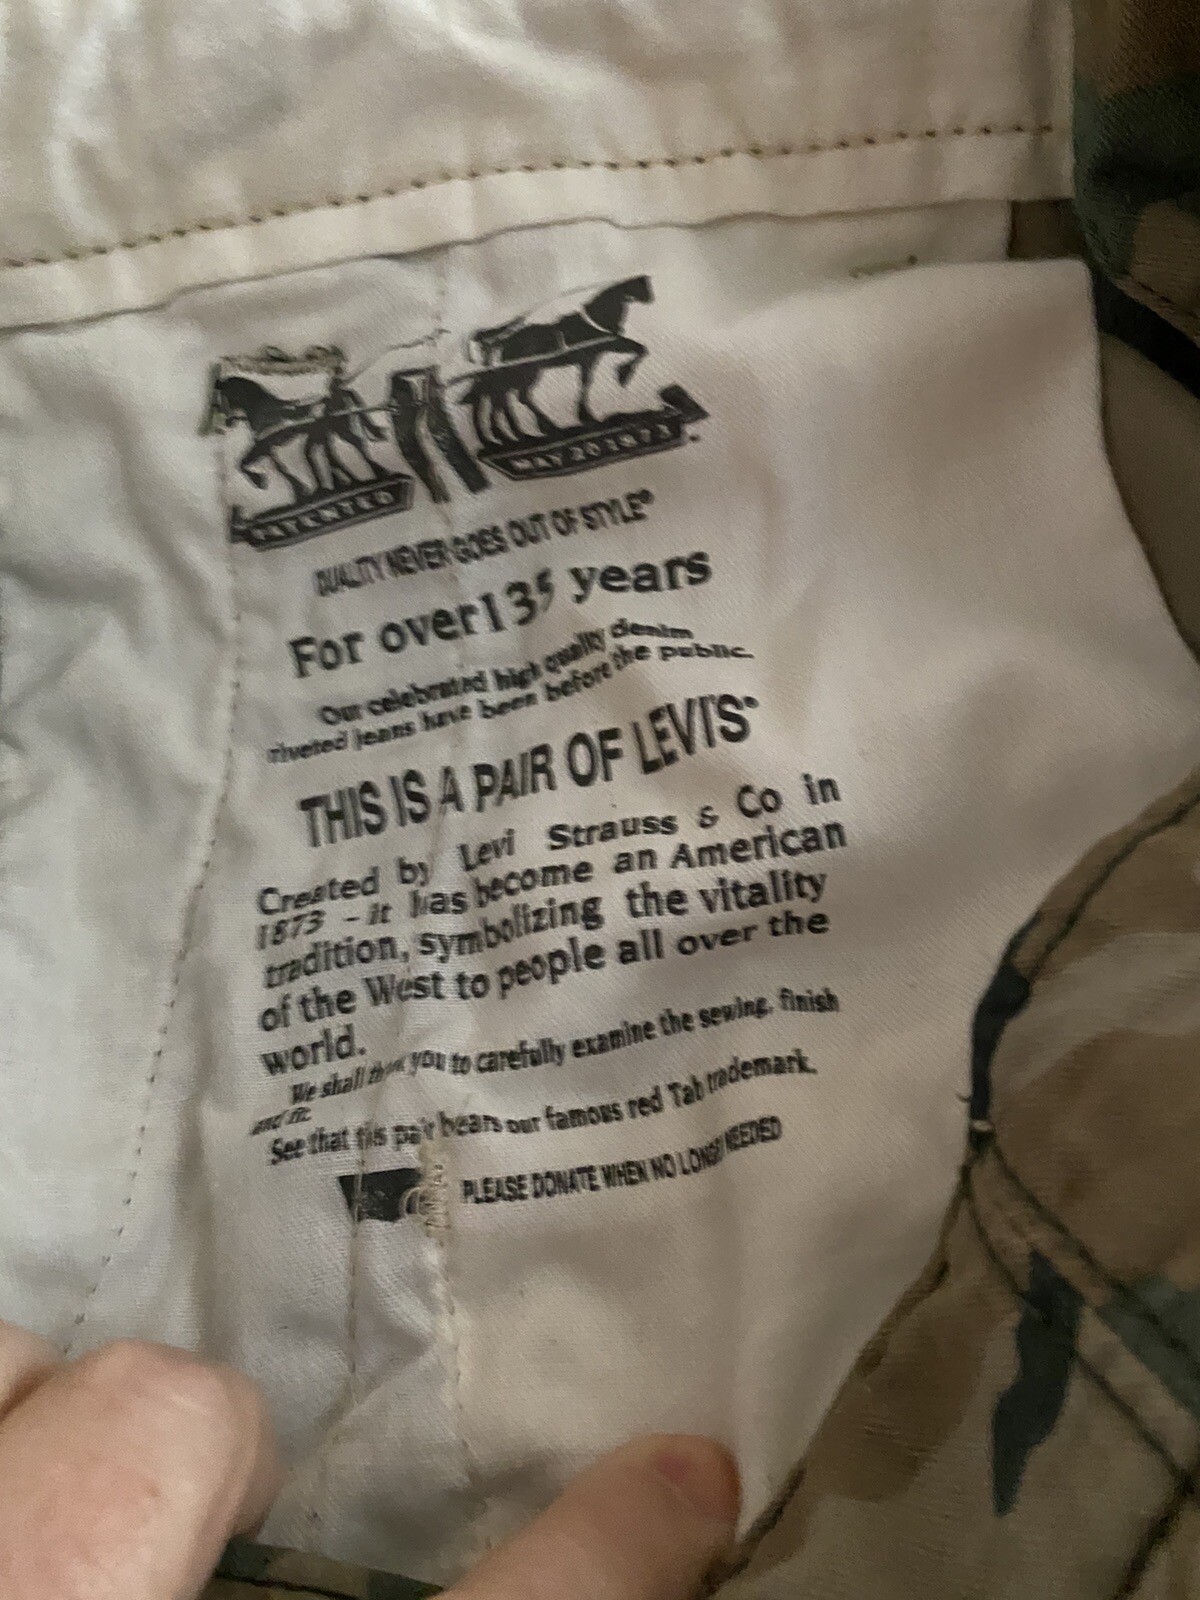 PATENTED
MAY 20 1873
QUALITY NEVER GOES OUT OF STYLE®
For over 135 years
Our celebrated high quality denim
riveted jeans have been before the public.
THIS IS A PAIR OF LEVI'S®
Created by Levi Strauss & Co in
1873 - it has become an American
tradition, symbolizing the vitality
of the West to people all over the
world.
We shall thank you to carefully examine the sewing, finish
and fit.
See that this pair bears our famous red Tab trademark.
PLEASE DONATE WHEN NO LONGER NEEDED